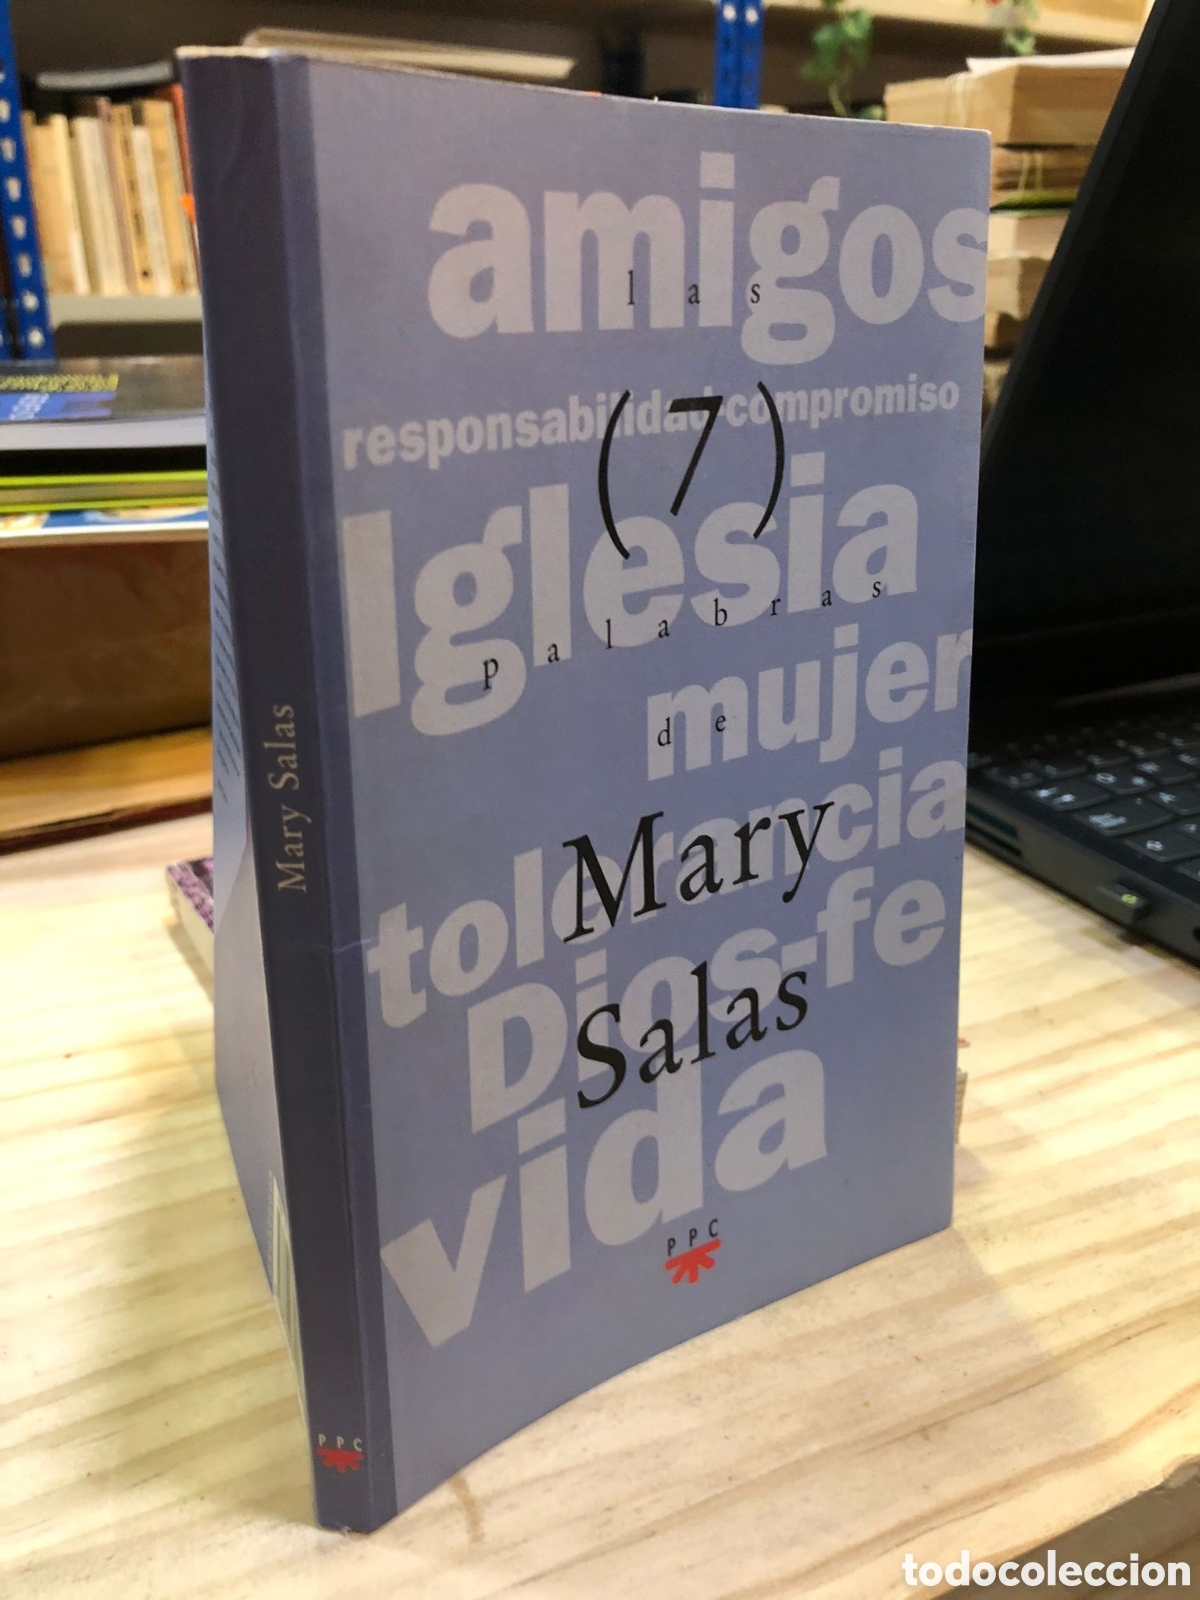 amigos
las
responsabilidad-compromiso
(7)
Iglesia
palabras
mujer
de
tolerancia
Mary
Dios-fe
Salas
vida
PPC
Mary Salas
PPC
todocoleccion